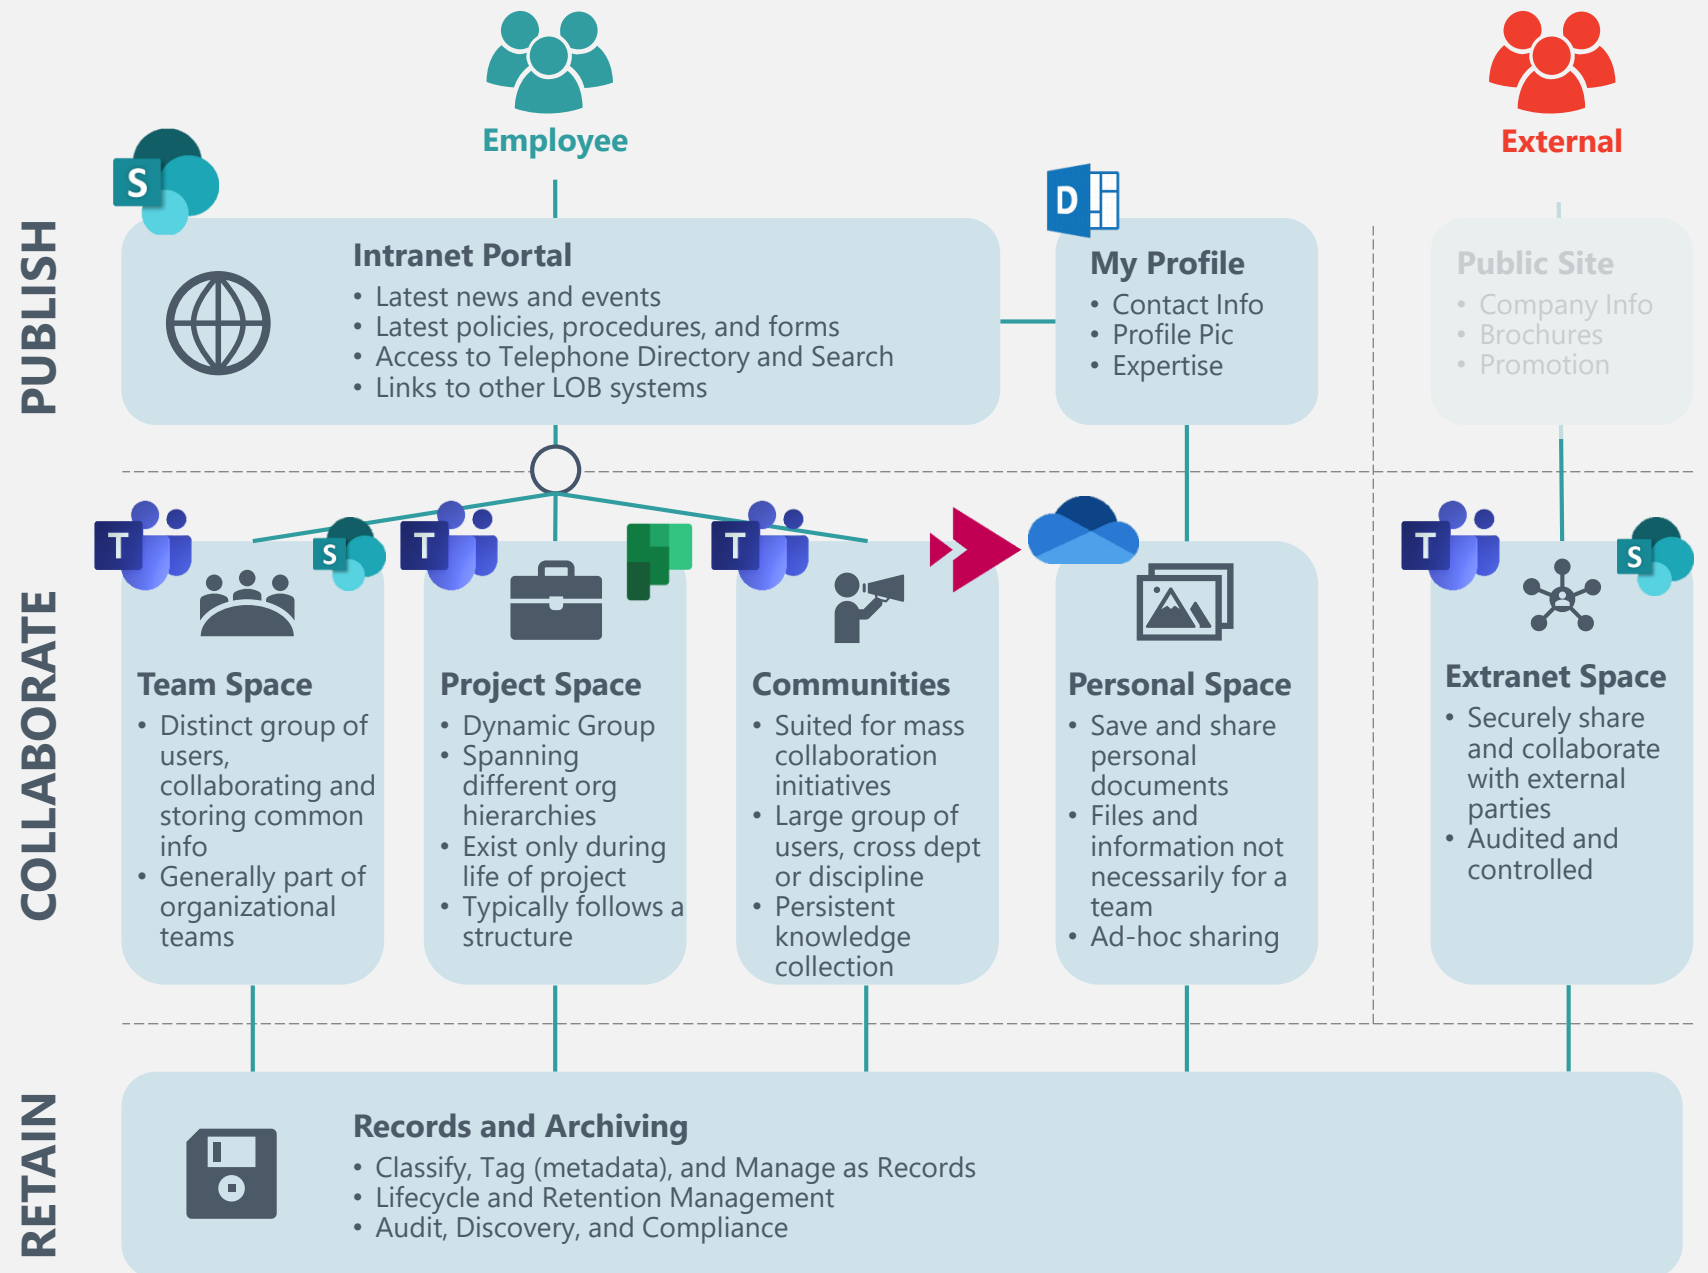 Employee
External
S
D
PUBLISH
Intranet Portal
• Latest news and events
• Latest policies, procedures, and forms
• Access to Telephone Directory and Search
• Links to other LOB systems
My Profile
• Contact Info
• Profile Pic
• Expertise
Public Site
• Company Info
• Brochures
• Promotion
COLLABORATE
T
S
Team Space
• Distinct group of
users,
collaborating and
storing common
info
• Generally part of
organizational
teams
T
Project Space
• Dynamic Group
• Spanning
different org
hierarchies
• Exist only during
life of project
• Typically follows a
structure
T
Communities
• Suited for mass
collaboration
initiatives
• Large group of
users, cross dept
or discipline
• Persistent
knowledge
collection
Personal Space
• Save and share
personal
documents
• Files and
information not
necessarily for a
team
• Ad-hoc sharing
T
S
Extranet Space
• Securely share
and collaborate
with external
parties
• Audited and
controlled
RETAIN
Records and Archiving
• Classify, Tag (metadata), and Manage as Records
• Lifecycle and Retention Management
• Audit, Discovery, and Compliance